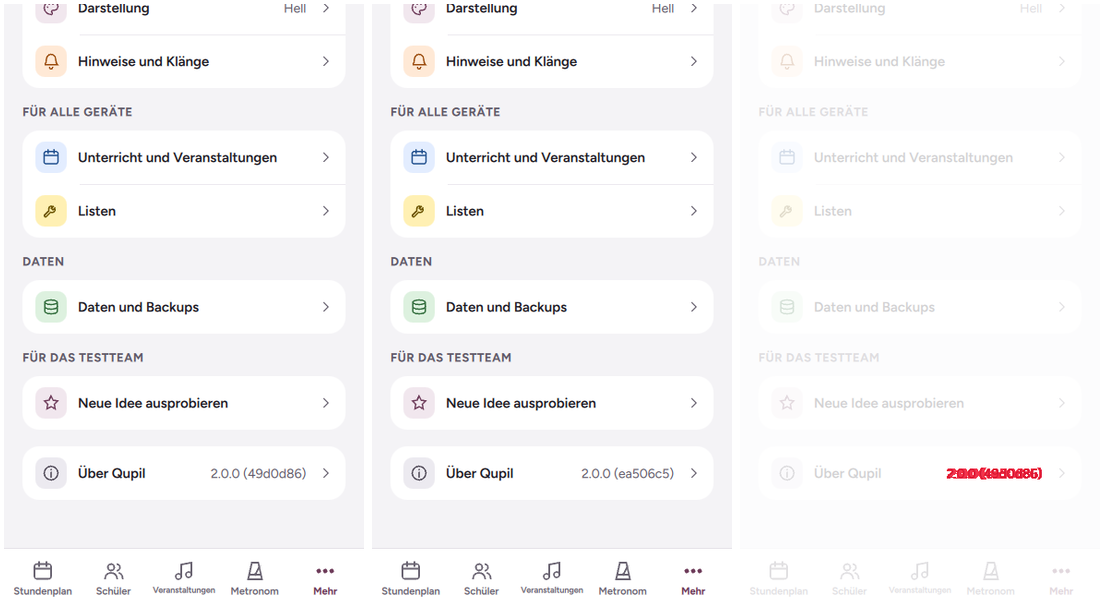 Darstellung Hell
Hinweise und Klänge
FÜR ALLE GERÄTE
Unterricht und Veranstaltungen
Listen
DATEN
Daten und Backups
FÜR DAS TESTTEAM
Neue Idee ausprobieren
Über Qupil 2.0.0 (49d0d86)
Stundenplan Schüler Veranstaltungen Metronom Mehr
Darstellung Hell
Hinweise und Klänge
FÜR ALLE GERÄTE
Unterricht und Veranstaltungen
Listen
DATEN
Daten und Backups
FÜR DAS TESTTEAM
Neue Idee ausprobieren
Über Qupil 2.0.0 (ea506c5)
Stundenplan Schüler Veranstaltungen Metronom Mehr
Darstellung Hell
Hinweise und Klänge
FÜR ALLE GERÄTE
Unterricht und Veranstaltungen
Listen
DATEN
Daten und Backups
FÜR DAS TESTTEAM
Neue Idee ausprobieren
Über Qupil
Stundenplan Schüler Veranstaltungen Metronom Mehr